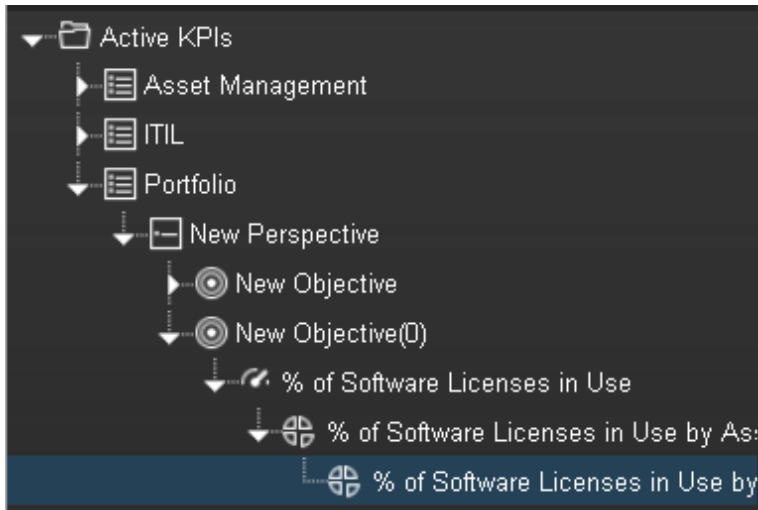 Active KPIs
Asset Management
ITIL
Portfolio
New Perspective
New Objective
New Objective(0)
% of Software Licenses in Use
% of Software Licenses in Use by
% of Software Licenses in Use by